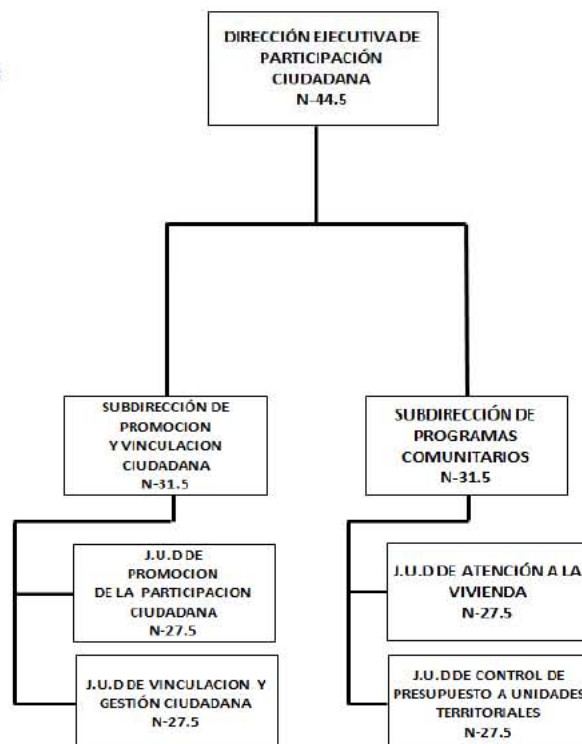 DIRECCIÓN EJECUTIVA DE
PARTICIPACIÓN
CIUDADANA
N-44.5
SUBDIRECCIÓN DE
PROMOCION
Y VINCULACION
CIUDADANA
N-31.5
SUBDIRECCIÓN DE
PROGRAMAS
COMUNITARIOS
N-31.5
J.U.D DE
PROMOCION
DE LA PARTICIPACION
CIUDADANA
N-27.5
J.U.D DE VINCULACION Y
GESTIÓN CIUDADANA
N-27.5
J.U.D DE ATENCIÓN A LA
VIVIENDA
N-27.5
J.U.D DE CONTROL DE
PRESUPUESTO A UNIDADES
TERRITORIALES
N-27.5